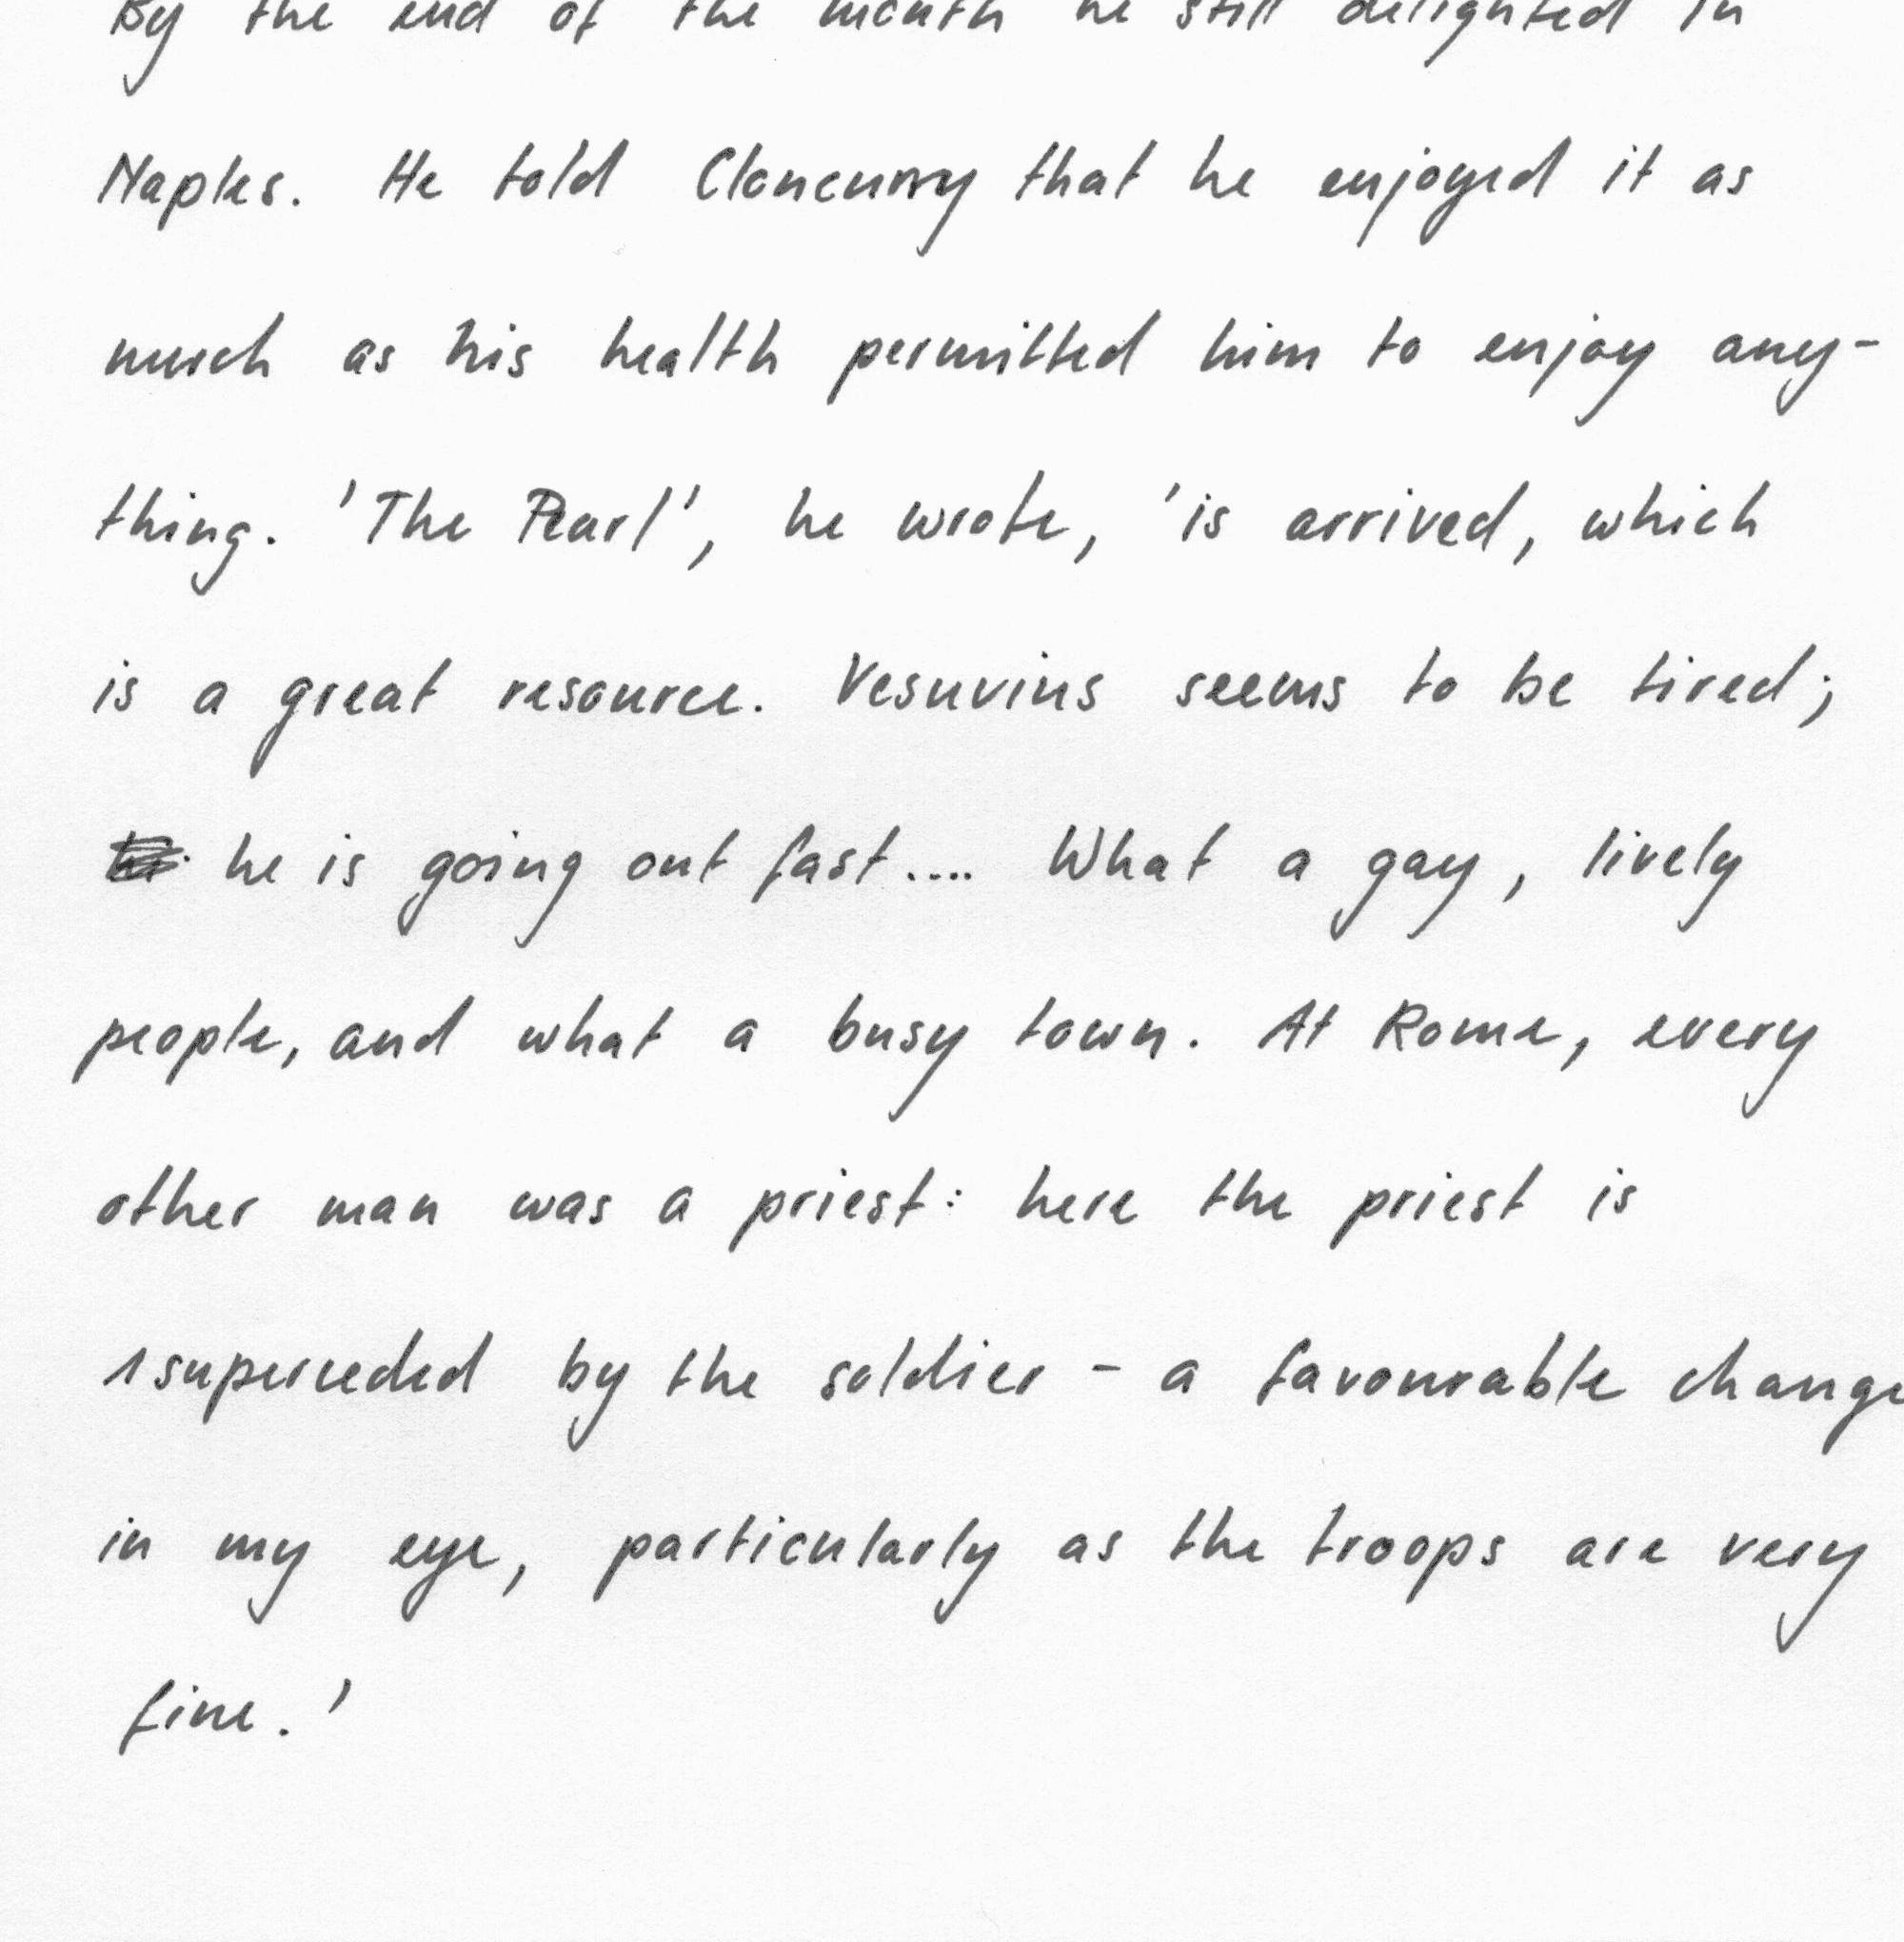 By the end of the month he still delighted in
Naples. He told Cloncurry that he enjoyed it as
much as his health permitted him to enjoy any-
thing. 'The Pearl', he wrote, 'is arrived, which
is a great resource. Vesuvius seems to be tired;
he is going out fast.... What a gay, lively
people, and what a busy town. At Rome, every
other man was a priest: here the priest is
superceded by the soldier - a favourable change
in my eye, particularly as the troops are very
fine.'